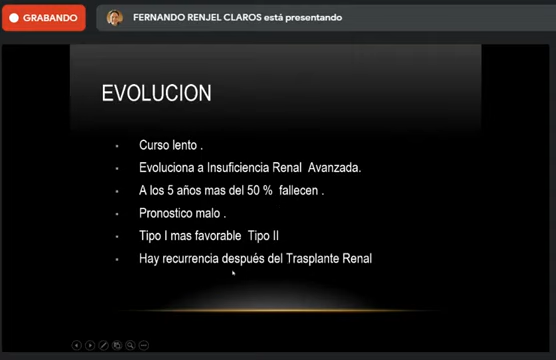 GRABANDO
FERNANDO RENJEL CLAROS está presentando
EVOLUCION
• Curso lento .
• Evoluciona a Insuficiencia Renal Avanzada.
• A los 5 años mas del 50 % fallecen .
• Pronostico malo .
• Tipo I mas favorable Tipo II
• Hay recurrencia después del Trasplante Renal